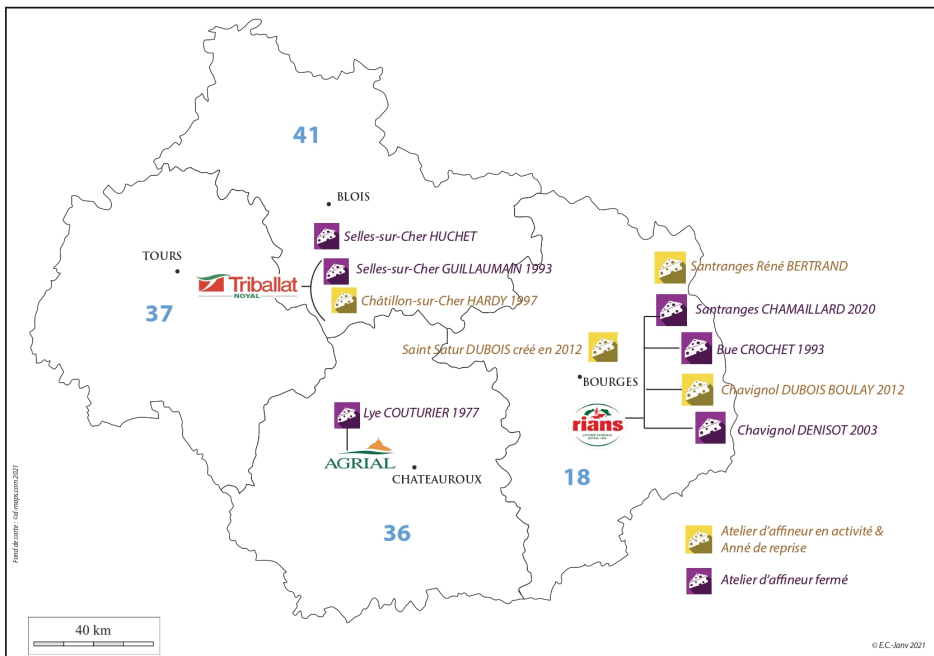 41
BLOIS
Selles-sur-Cher HUCHET
TOURS
Triballat
NOYAL
Selles-sur-Cher GUILLAUMAIN 1993
Châtillon-sur-Cher HARDY 1997
37
Santranges Réné BERTRAND
Santranges CHAMAILLARD 2020
Saint Satur DUBOIS créé en 2012
Bue CROCHET 1993
BOURGES
Chavignol DUBOIS BOULAY 2012
rians
Chavignol DENISOT 2003
Lye COUTURIER 1977
AGRIAL
CHATEAUROUX
18
36
Atelier d'affineur en activité &
Anné de reprise
Atelier d'affineur fermé
Fond de carte : ©d-maps.com 2021
40 km
© E.C.-Janv 2021